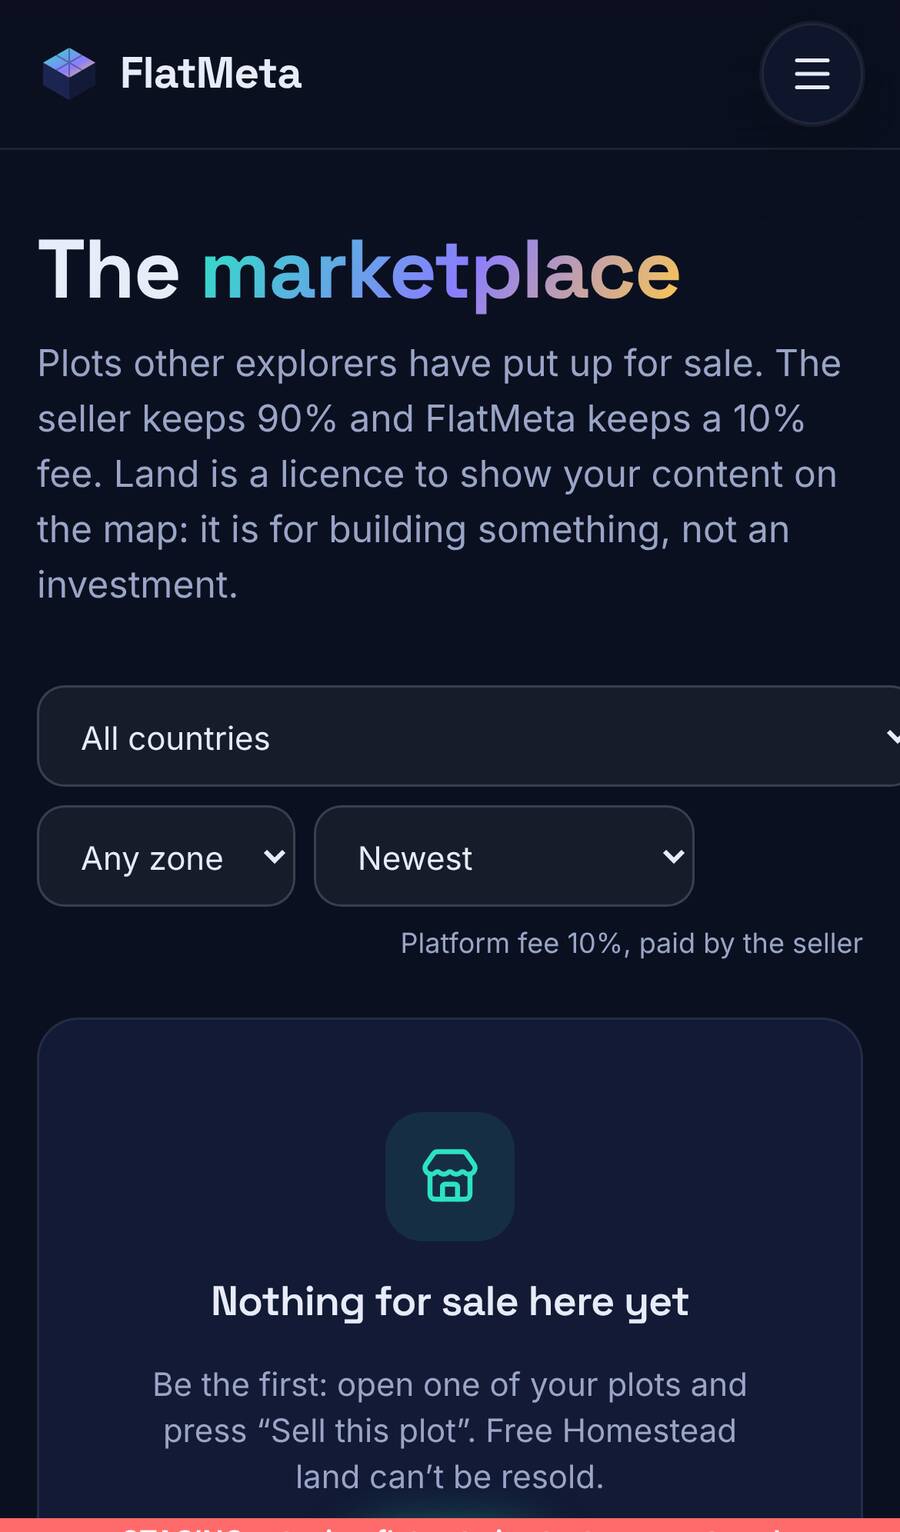 FlatMeta
The marketplace
Plots other explorers have put up for sale. The
seller keeps 90% and FlatMeta keeps a 10%
fee. Land is a licence to show your content on
the map: it is for building something, not an
investment.
All countries
Any zone
Newest
Platform fee 10%, paid by the seller
Nothing for sale here yet
Be the first: open one of your plots and
press “Sell this plot”. Free Homestead
land can’t be resold.